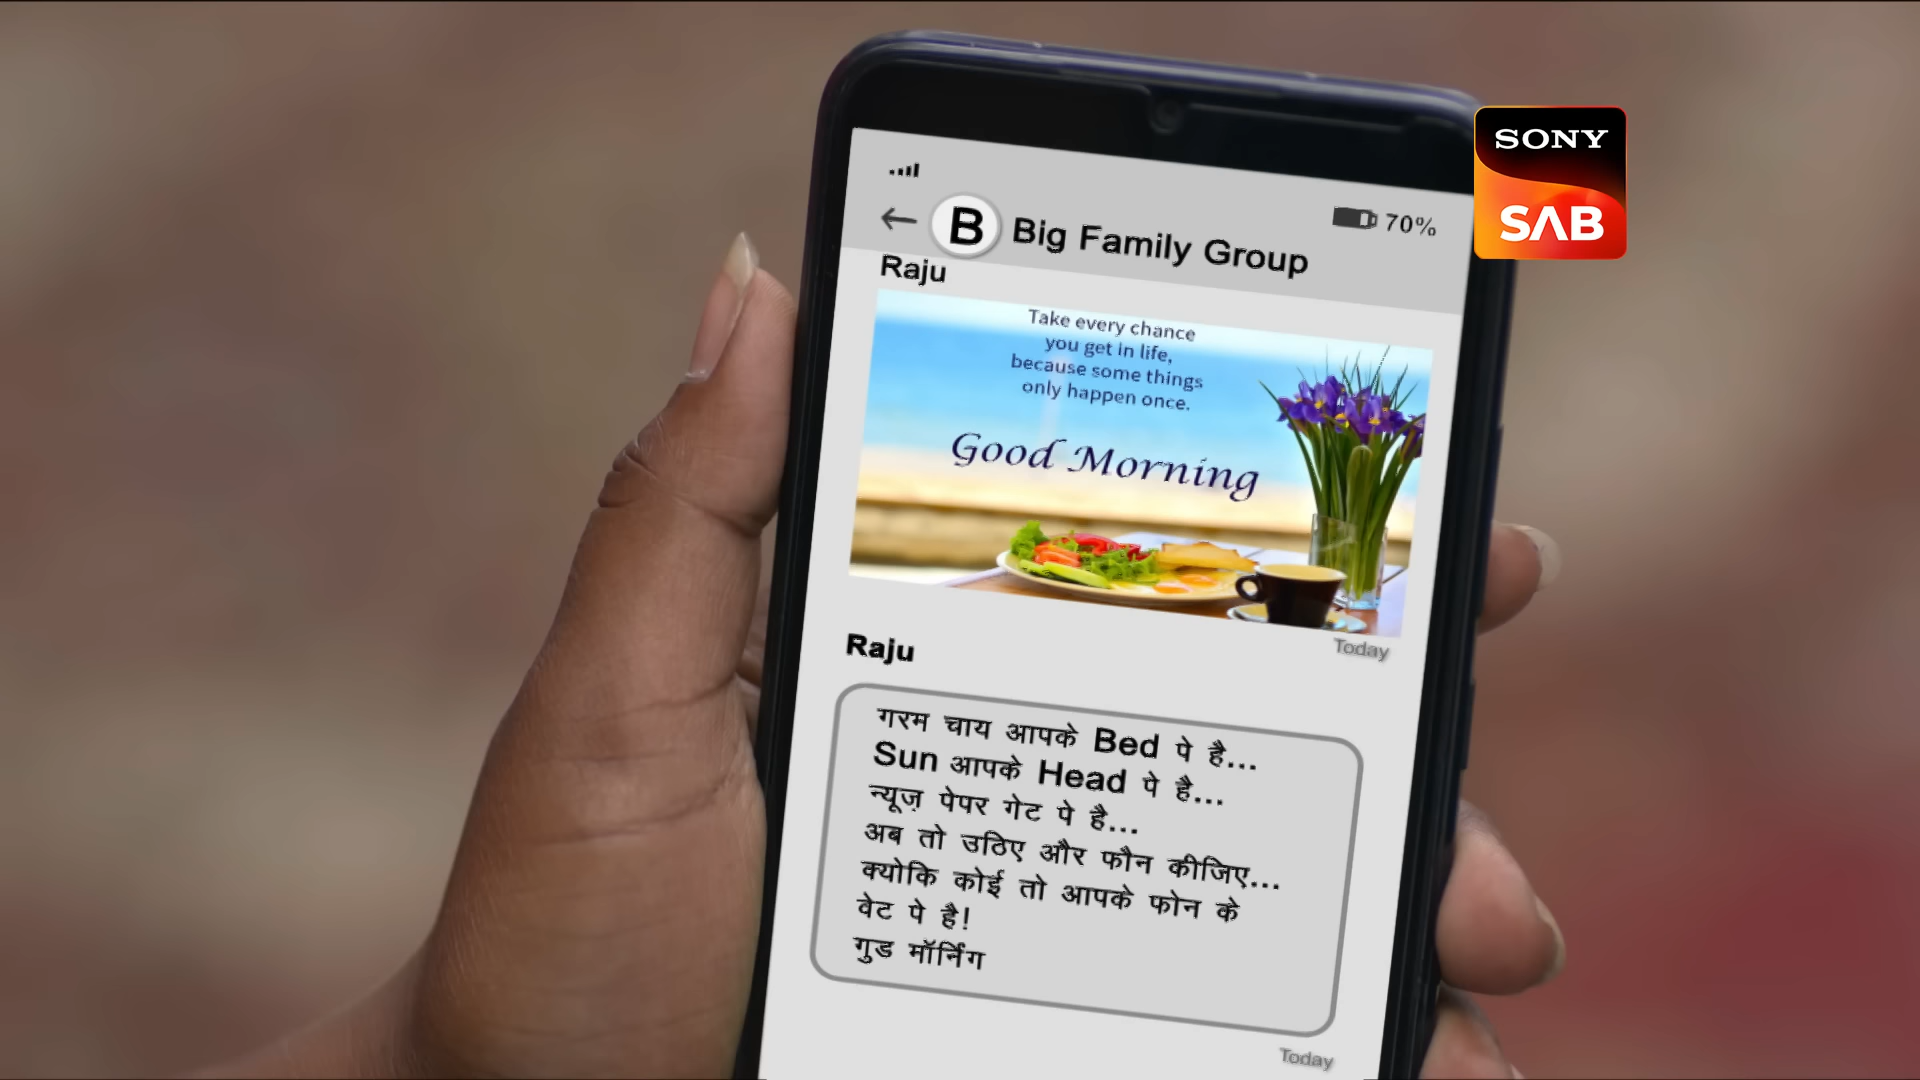 SONY
SAB
70%
B Big Family Group
Raju
Take every chance
you get in life,
because some things
only happen once.
Good Morning
Today
Raju
गरम चाय आपके Bed पे है...
Sun आपके Head पे है...
न्यूज़ पेपर गेट पे है...
अब तो उठिए और फौन कीजिए...
क्योकि कोई तो आपके फोन के
वेट पे है!
गुड मॉर्निंग
Today